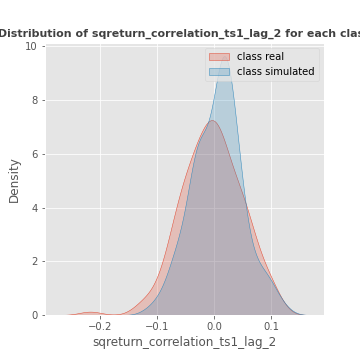 Distribution of sqreturn_correlation_ts1_lag_2 for each clas
10
8
6
4
2
0
Density
class real
class simulated
−0.2
−0.1
0.0
0.1
sqreturn_correlation_ts1_lag_2